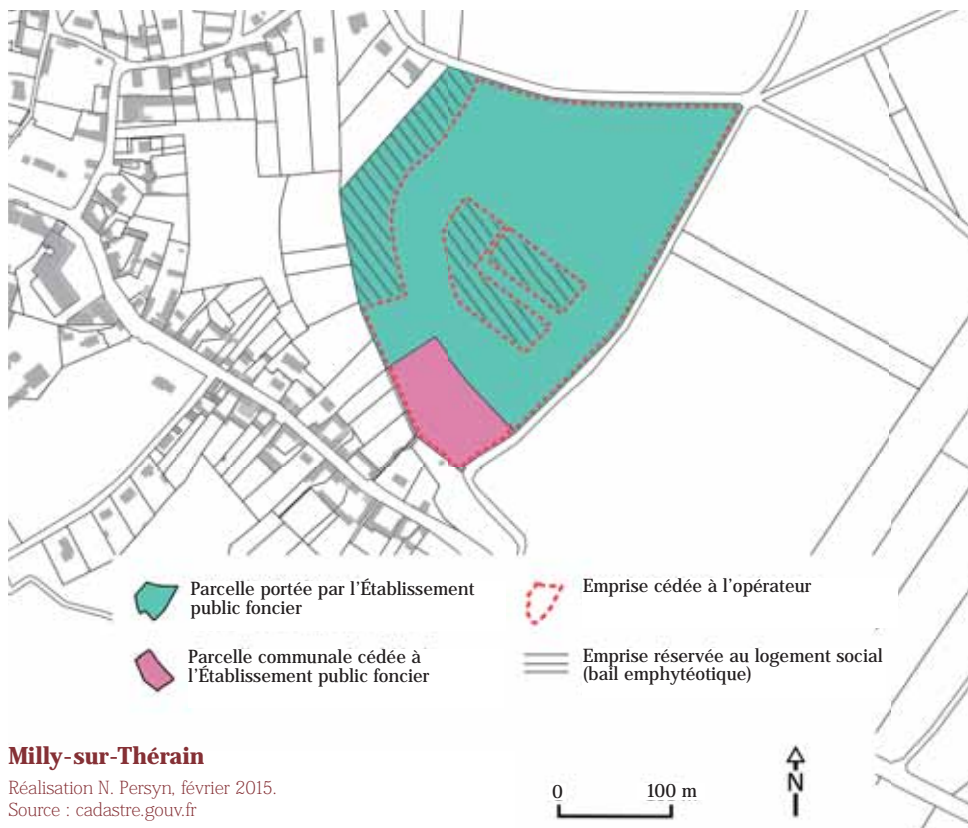 Parcelle portée par l'Établissement
public foncier
Emprise cédée à l'opérateur
Parcelle communale cédée à
l'Établissement public foncier
Emprise réservée au logement social
(bail emphytéotique)
Milly-sur-Thérain
Réalisation N. Persyn, février 2015.
Source : cadastre.gouv.fr
0 100 m
N